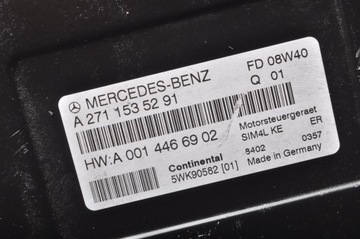 MERCEDES-BENZ FD 08W40
A 271 153 52 91 Q 01
HW: A 001 446 69 02 Motorsteuergeraet
SIM4L KE ER
Continental 8402 0357
5WK90582 [01] Made in Germany